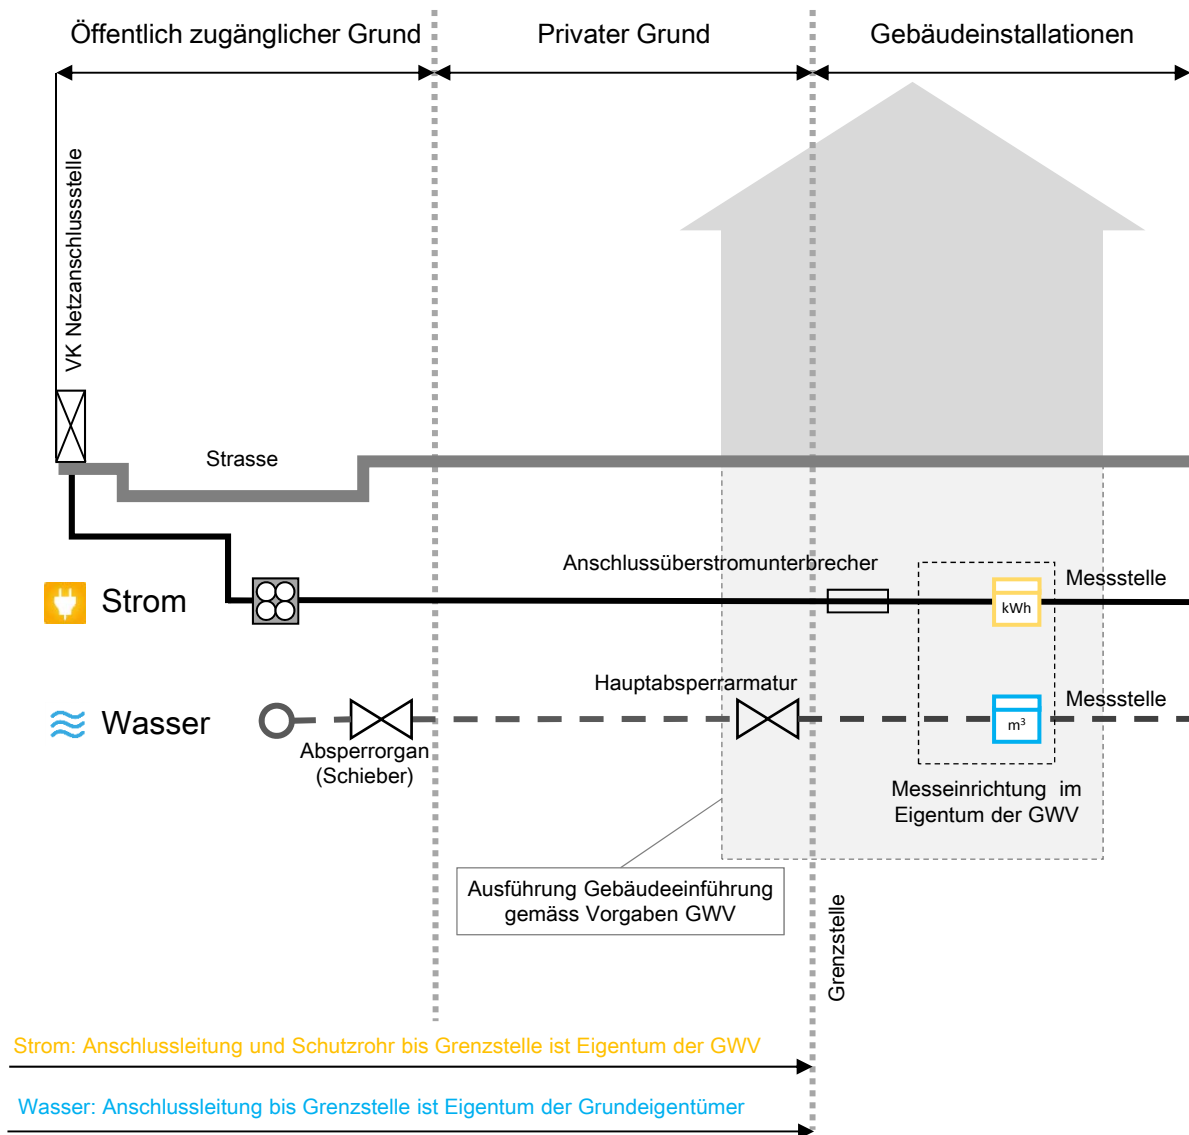 Öffentlich zugänglicher Grund
Privater Grund
Gebäudeinstallationen
VK Netzanschlussstelle
Strasse
Anschlussüberstromunterbrecher
Messstelle
Strom
kWh
Hauptabsperrarmatur
Messstelle
Wasser
m³
Absperrorgan
(Schieber)
Messeinrichtung im
Eigentum der GWV
Ausführung Gebäudeeinführung
gemäss Vorgaben GWV
Grenzstelle
Strom: Anschlussleitung und Schutzrohr bis Grenzstelle ist Eigentum der GWV
Wasser: Anschlussleitung bis Grenzstelle ist Eigentum der Grundeigentümer